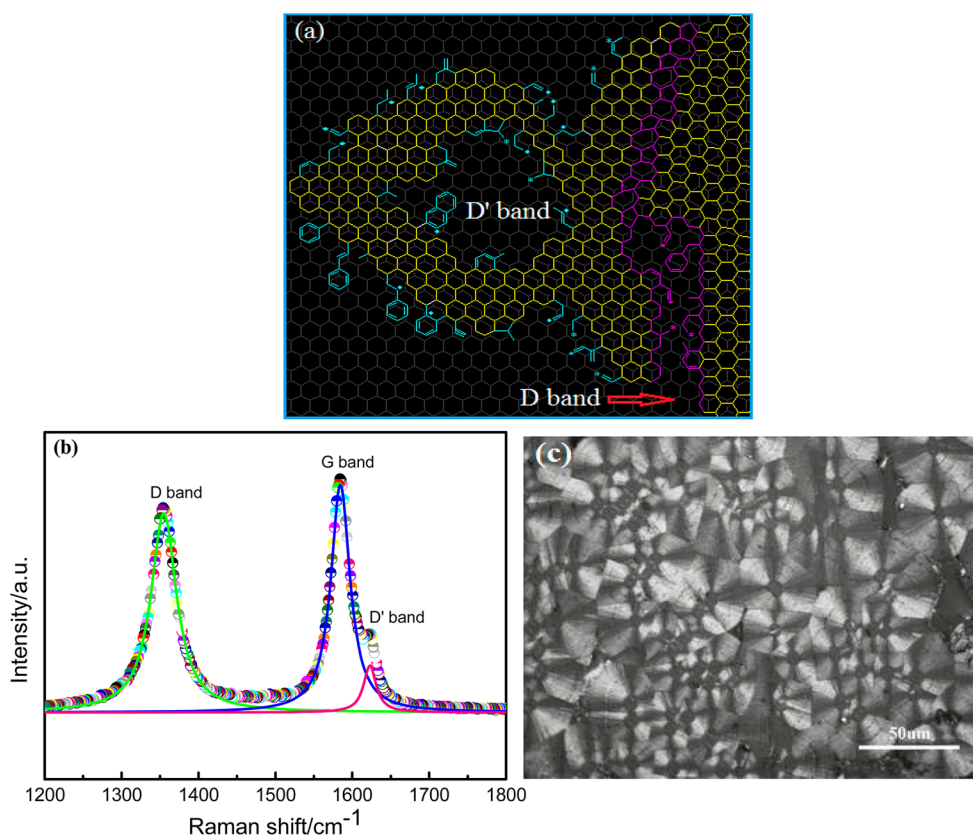 (a)
D' band
D band
(b)
G band
D band
D' band
Intensity/a.u.
1200 1300 1400 1500 1600 1700 1800
Raman shift/cm-1
(c)
50um